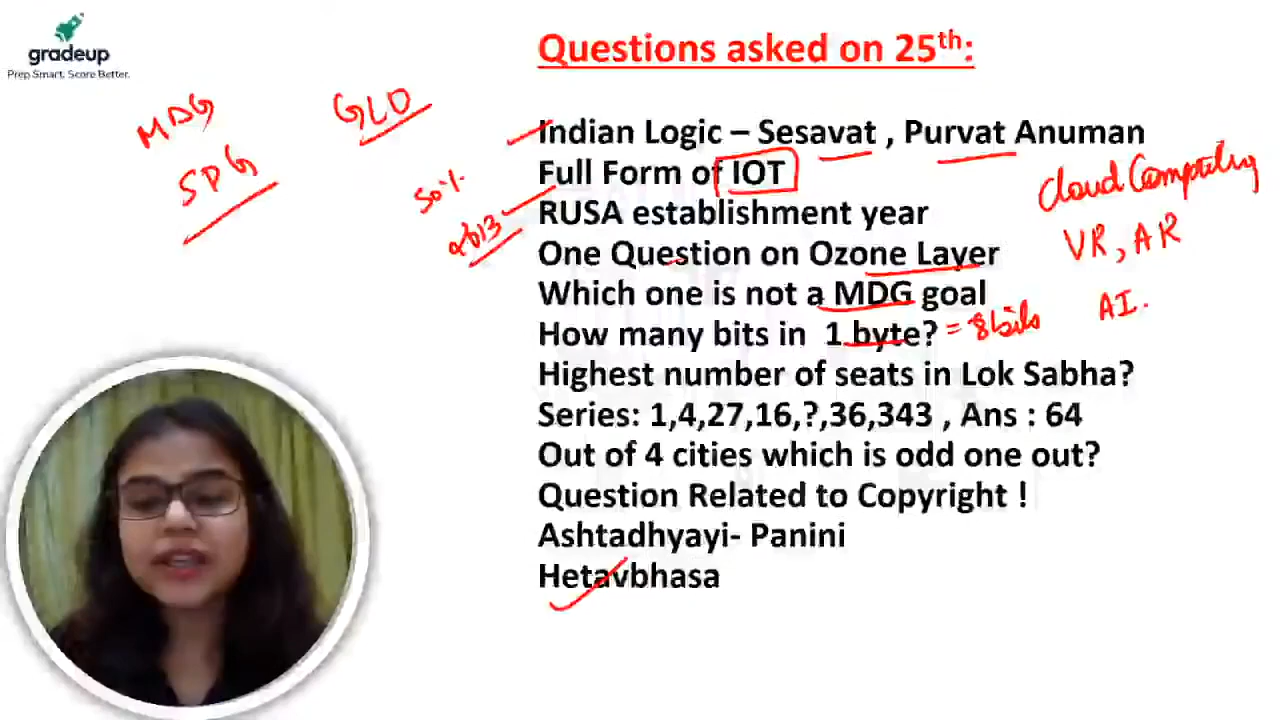 gradeup
Prep Smart. Score Better.
Questions asked on 25th:
MDG
SDG
GLD
Indian Logic – Sesavat , Purvat Anuman
Full Form of IOT
50%
Cloud Computing
RUSA establishment year
2013
VR, AR
One Question on Ozone Layer
Which one is not a MDG goal
AI.
How many bits in 1 byte? = 8 bits
Highest number of seats in Lok Sabha?
Series: 1,4,27,16,?,36,343 , Ans : 64
Out of 4 cities which is odd one out?
Question Related to Copyright !
Ashtadhyayi- Panini
Hetavbhasa